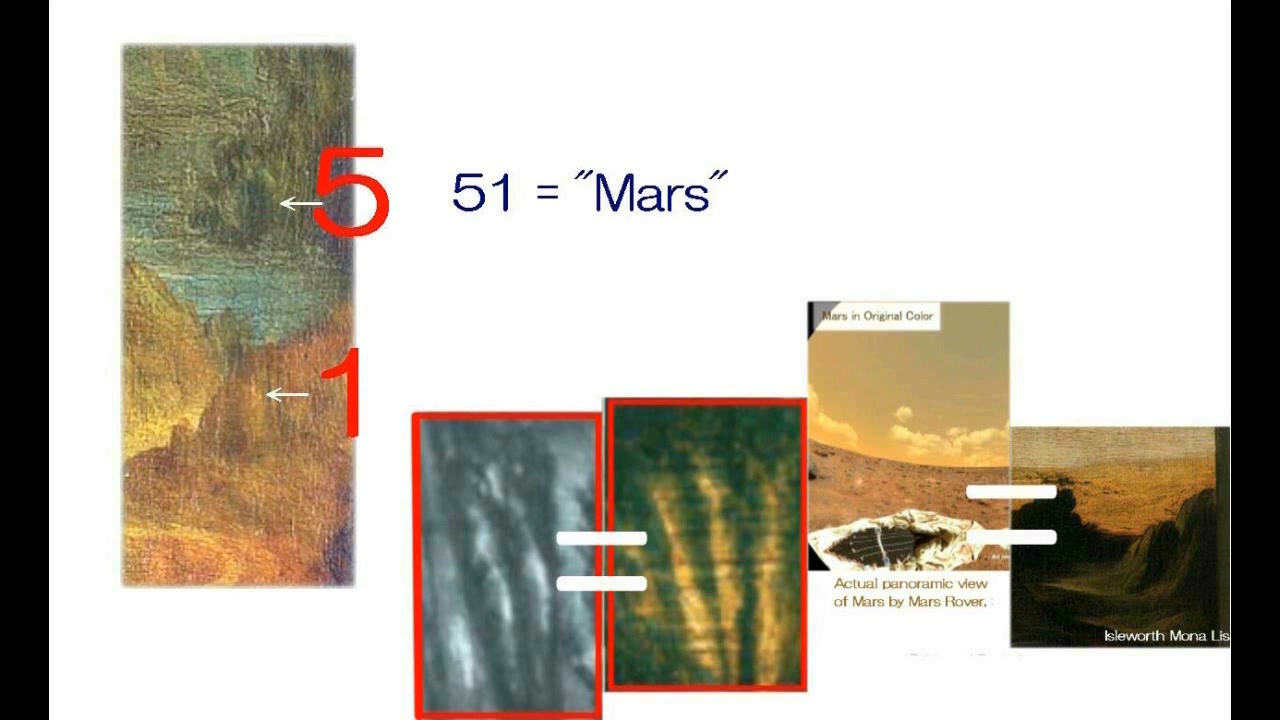 5
51 = ″Mars″
1
Mars in Original Color
Actual panoramic view
of Mars by Mars Rover,
Isleworth Mona Lis